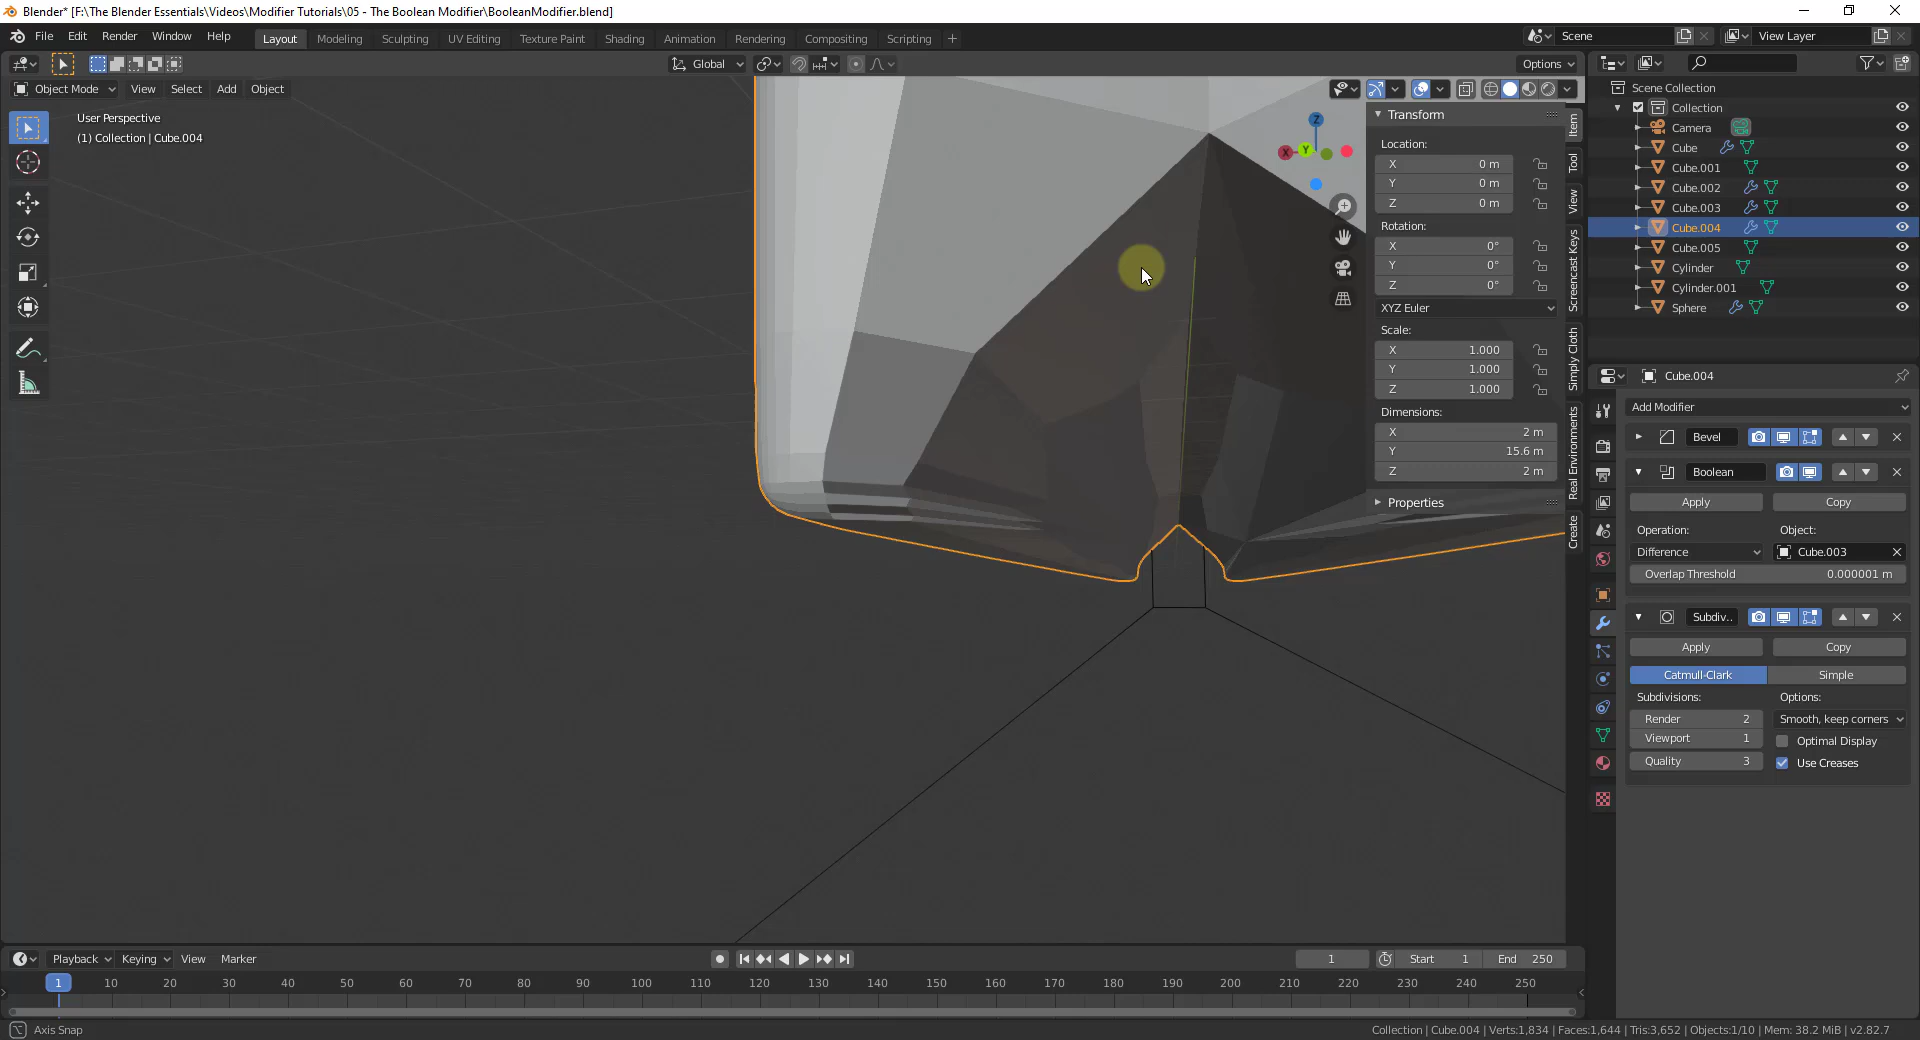 Blender* [F:\The Blender Essentials\Videos\Modifier Tutorials\05 - The Boolean Modifier\BooleanModifier.blend]
File Edit Render Window Help Layout Modeling Sculpting UV Editing Texture Paint Shading Animation Rendering Compositing Scripting Scene View Layer
Global Options
Object Mode View Select Add Object
User Perspective
(1) Collection | Cube.004
Transform
Location:
X 0 m
Y 0 m
Z 0 m
Rotation:
X 0°
Y 0°
Z 0°
XYZ Euler
Scale:
X 1.000
Y 1.000
Z 1.000
Dimensions:
X 2 m
Y 15.6 m
Z 2 m
Properties
Item
Tool
View
Screencast Keys
Simply Cloth
Real Environments
Create
Z
X
Y
Scene Collection
Collection
Camera
Cube
Cube.001
Cube.002
Cube.003
Cube.004
Cube.005
Cylinder
Cylinder.001
Sphere
Cube.004
Add Modifier
Bevel
Boolean
Apply Copy
Operation: Object:
Difference Cube.003
Overlap Threshold 0.000001 m
Subdiv..
Apply Copy
Catmull-Clark Simple
Subdivisions: Options:
Render 2 Smooth, keep corners
Viewport 1 Optimal Display
Quality 3 Use Creases
Playback Keying View Marker 1 Start 1 End 250
1 10 20 30 40 50 60 70 80 90 100 110 120 130 140 150 160 170 180 190 200 210 220 230 240 250
Axis Snap
Collection | Cube.004 | Verts:1,834 | Faces:1,644 | Tris:3,652 | Objects:1/10 | Mem: 38.2 MiB | v2.82.7